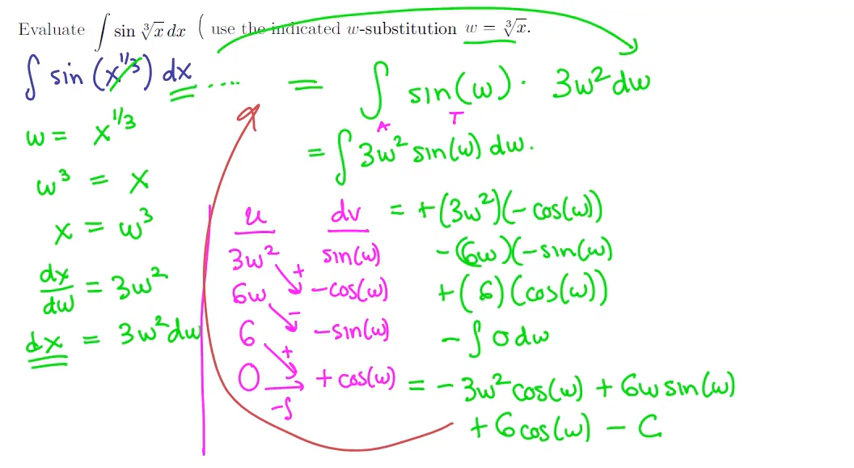 Evaluate ∫ sin ∛x dx ( use the indicated w-substitution w = ∛x.
∫ sin (x^1/3) dx .... = ∫ sin(w) · 3w² dw
A T
w = x^1/3
= ∫ 3w² sin(w) dw.
w³ = x
x = w³
dx/dw = 3w²
dx = 3w² dw
u dv
3w² + sin(w)
6w − -cos(w)
6 + -sin(w)
0 -∫ + cos(w)
= +(3w²)(-cos(w))
-(6w)(-sin(w))
+(6)(cos(w))
- ∫ 0 dw
= - 3w² cos(w) + 6w sin(w)
+ 6 cos(w) - C